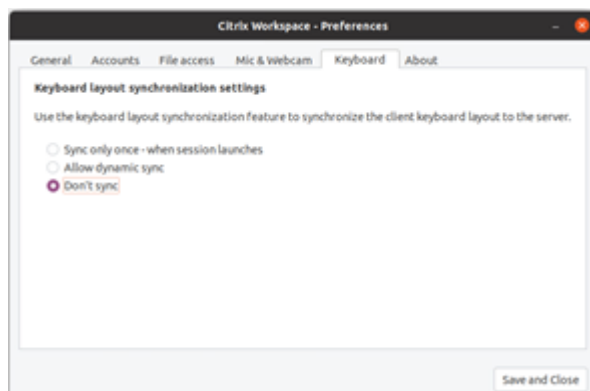 Citrix Workspace - Preferences
General Accounts File access Mic & Webcam Keyboard About
Keyboard layout synchronization settings
Use the keyboard layout synchronization feature to synchronize the client keyboard layout to the server.
Sync only once - when session launches
Allow dynamic sync
Don't sync
Save and Close